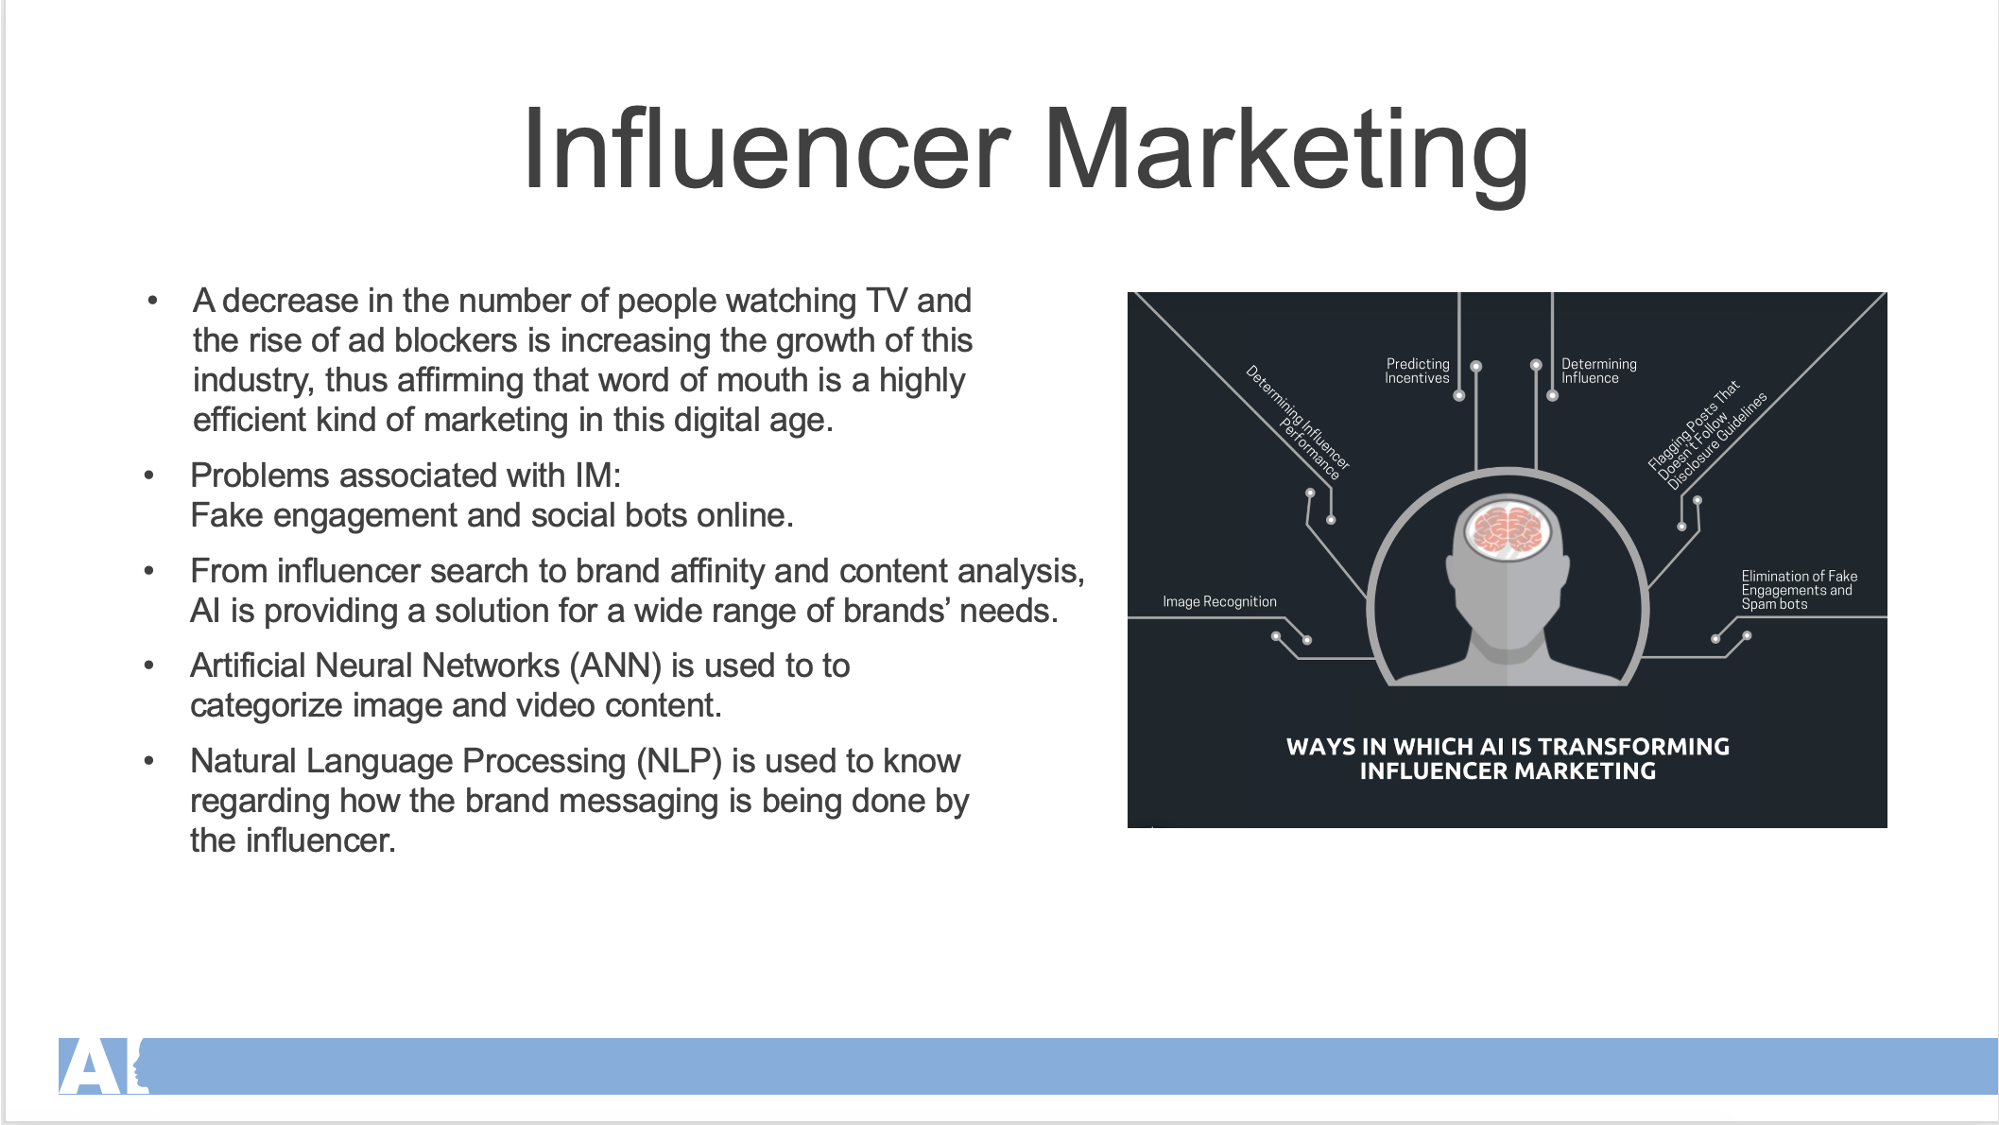 Influencer Marketing
• A decrease in the number of people watching TV and
the rise of ad blockers is increasing the growth of this
industry, thus affirming that word of mouth is a highly
efficient kind of marketing in this digital age.
• Problems associated with IM:
Fake engagement and social bots online.
• From influencer search to brand affinity and content analysis,
AI is providing a solution for a wide range of brands’ needs.
• Artificial Neural Networks (ANN) is used to to
categorize image and video content.
• Natural Language Processing (NLP) is used to know
regarding how the brand messaging is being done by
the influencer.
Determining Influencer
Performance
Predicting
Incentives
Determining
Influence
Flagging Posts That
Doesn't Follow
Disclosure Guidelines
Image Recognition
Elimination of Fake
Engagements and
Spam bots
WAYS IN WHICH AI IS TRANSFORMING
INFLUENCER MARKETING
AI